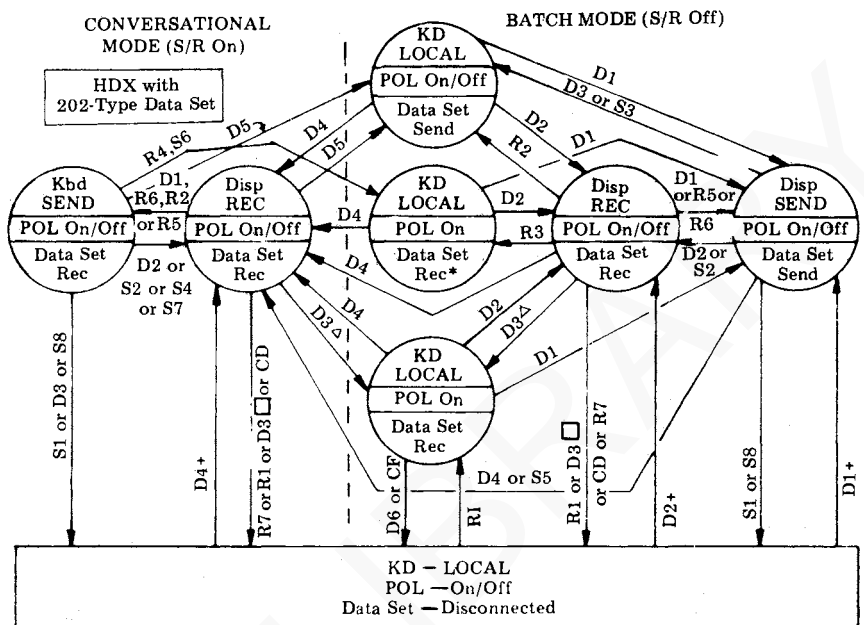 CONVERSATIONAL
MODE (S/R On)
BATCH MODE (S/R Off)
HDX with
202-Type Data Set
KD
LOCAL
POL On/Off
Data Set
Send
D1
D3 or S3
D5
R4,S6
D4
D5
D2
R2
D1
Kbd
SEND
POL On/Off
Data Set
Rec
D1,
R6,R2
or R5
D2 or
S2 or S4
or S7
Disp
REC
POL On/Off
Data Set
Rec
D4
KD
LOCAL
POL On
Data Set
Rec*
D2
R3
Disp
REC
POL On/Off
Data Set
Rec
D1
orR5or
R6
D2 or
S2
Disp
SEND
POL On/Off
Data Set
Send
D4
D4
D3△
D2
D3△
D1
KD
LOCAL
POL On
Data Set
Rec
S1 or D3 or S8
D4+
R7 or R1 or D3□ or CD
D6 or CF
RI
D4 or S5
R1 or D3□
or CD or R7
D2+
S1 or S8
D1+
KD — LOCAL
POL —On/Off
Data Set — Disconnected
LIBRARY